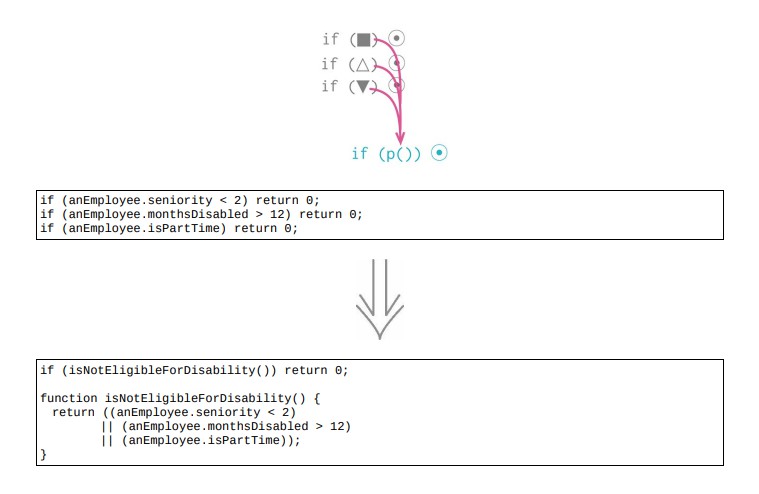 if (■)
if (△)
if (▼)
if (p())
if (anEmployee.seniority < 2) return 0;
if (anEmployee.monthsDisabled > 12) return 0;
if (anEmployee.isPartTime) return 0;
if (isNotEligibleForDisability()) return 0;
function isNotEligibleForDisability() {
return ((anEmployee.seniority < 2)
|| (anEmployee.monthsDisabled > 12)
|| (anEmployee.isPartTime));
}